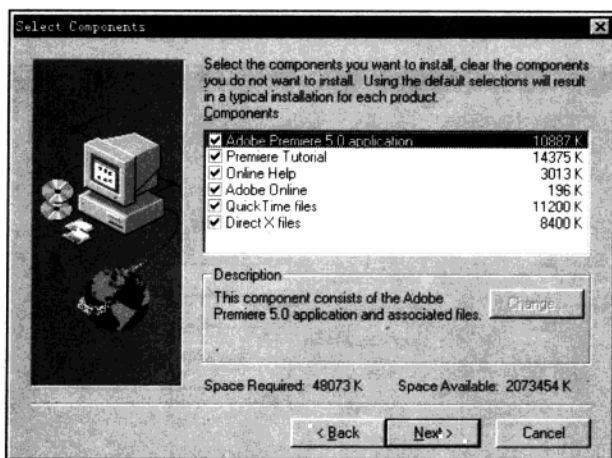 Select Components
Select the components you want to install, clear the components
you do not want to install. Using the default selections will result
in a typical installation for each product.
Components
Adobe Premiere 5.0 application 10887 K
Premiere Tutorial 14375 K
Online Help 3013 K
Adobe Online 196 K
QuickTime files 11200 K
DirectX files 8400 K
Description
This component consists of the Adobe
Premiere 5.0 application and associated files.
Change...
Space Required: 48073 K Space Available: 2073454 K
< Back Next > Cancel